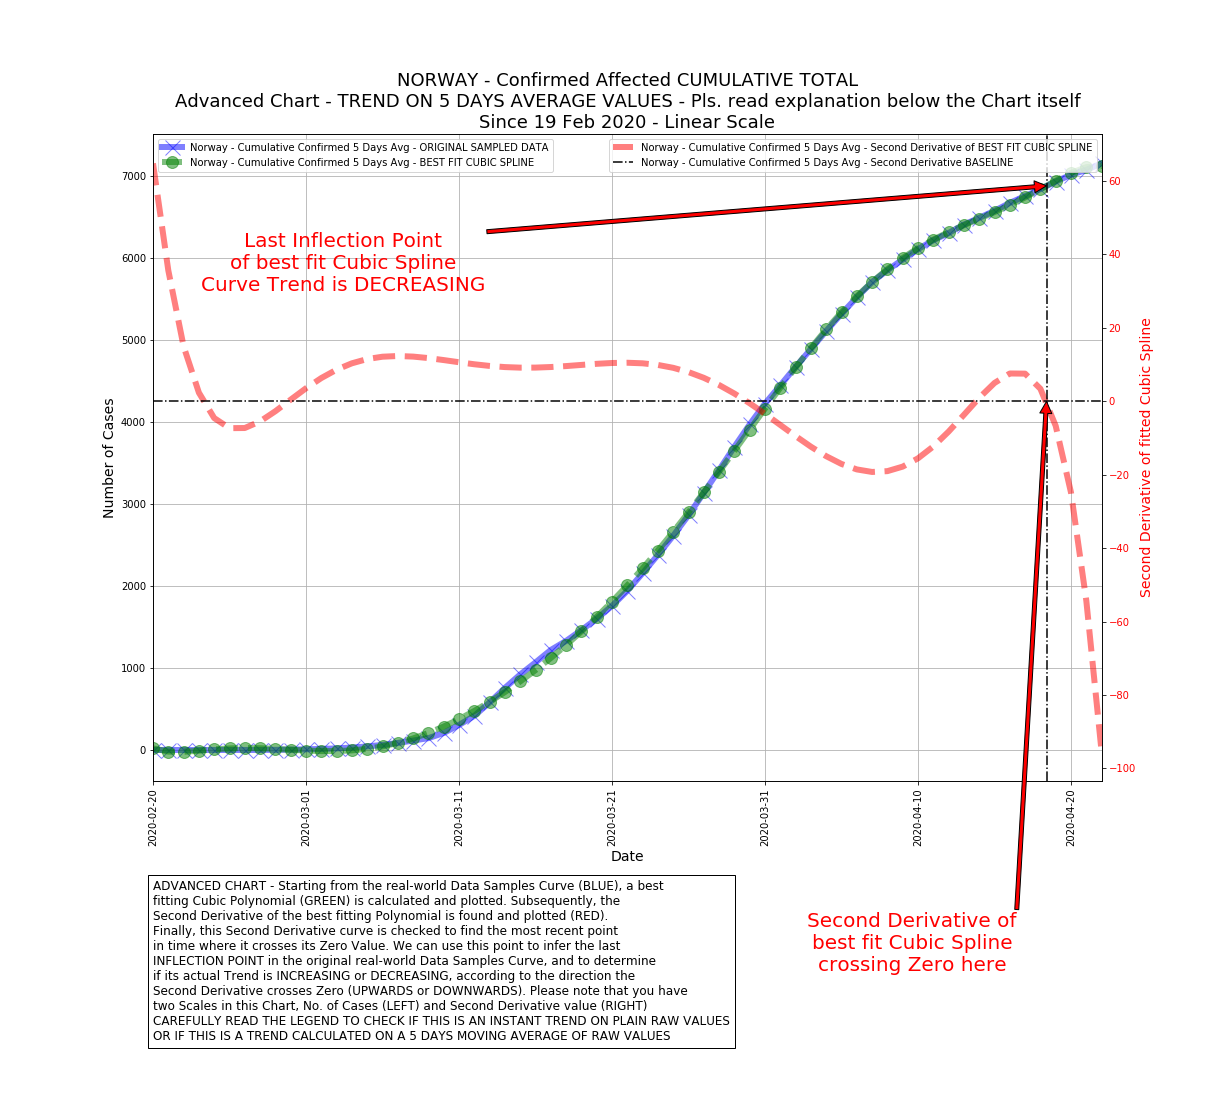 NORWAY - Confirmed Affected CUMULATIVE TOTAL
Advanced Chart - TREND ON 5 DAYS AVERAGE VALUES - Pls. read explanation below the Chart itself
Since 19 Feb 2020 - Linear Scale
Norway - Cumulative Confirmed 5 Days Avg - ORIGINAL SAMPLED DATA
Norway - Cumulative Confirmed 5 Days Avg - BEST FIT CUBIC SPLINE
Norway - Cumulative Confirmed 5 Days Avg - Second Derivative of BEST FIT CUBIC SPLINE
Norway - Cumulative Confirmed 5 Days Avg - Second Derivative BASELINE
Last Inflection Point
of best fit Cubic Spline
Curve Trend is DECREASING
Number of Cases
7000
6000
5000
4000
3000
2000
1000
0
60
40
20
0
−20
−40
−60
−80
−100
Second Derivative of fitted Cubic Spline
2020-02-20
2020-03-01
2020-03-11
2020-03-21
2020-03-31
2020-04-10
2020-04-20
Date
ADVANCED CHART - Starting from the real-world Data Samples Curve (BLUE), a best
fitting Cubic Polynomial (GREEN) is calculated and plotted. Subsequently, the
Second Derivative of the best fitting Polynomial is found and plotted (RED).
Finally, this Second Derivative curve is checked to find the most recent point
in time where it crosses its Zero Value. We can use this point to infer the last
INFLECTION POINT in the original real-world Data Samples Curve, and to determine
if its actual Trend is INCREASING or DECREASING, according to the direction the
Second Derivative crosses Zero (UPWARDS or DOWNWARDS). Please note that you have
two Scales in this Chart, No. of Cases (LEFT) and Second Derivative value (RIGHT)
CAREFULLY READ THE LEGEND TO CHECK IF THIS IS AN INSTANT TREND ON PLAIN RAW VALUES
OR IF THIS IS A TREND CALCULATED ON A 5 DAYS MOVING AVERAGE OF RAW VALUES
Second Derivative of
best fit Cubic Spline
crossing Zero here